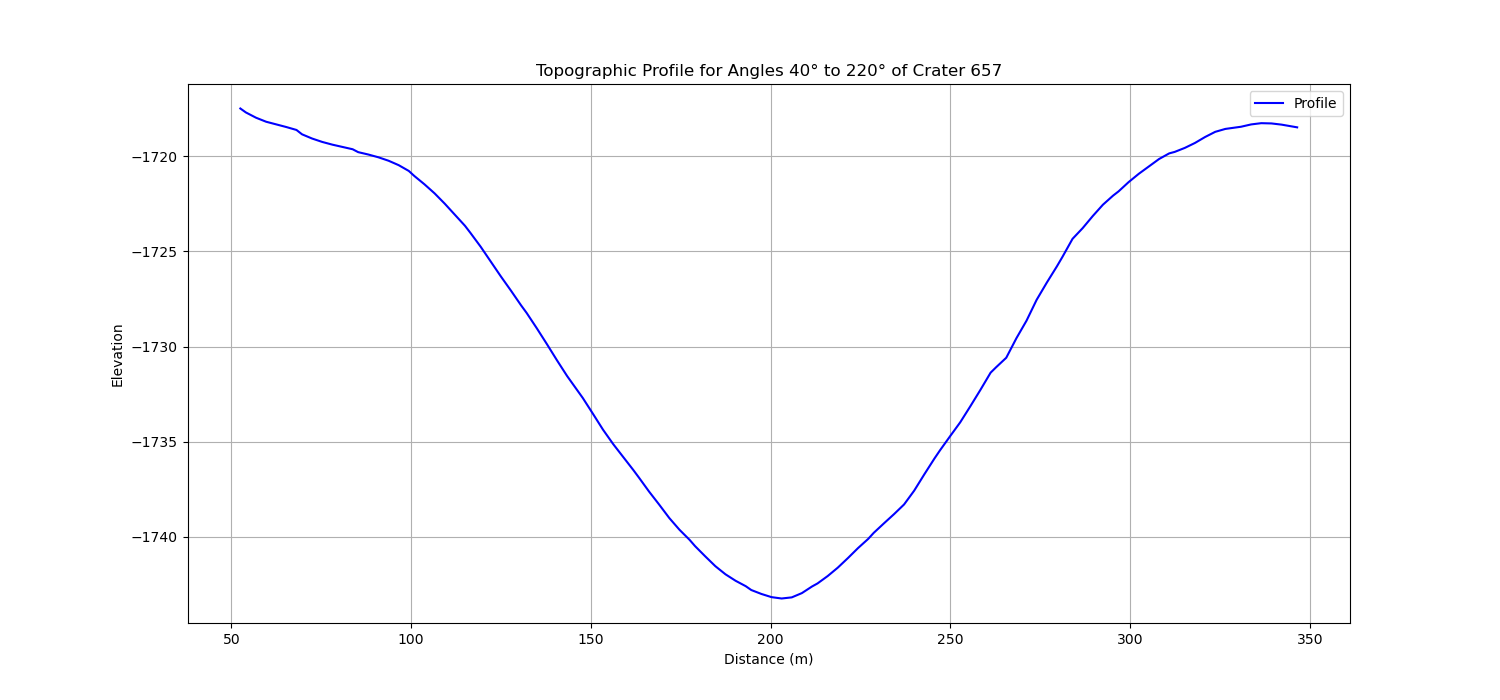 Topographic Profile for Angles 40° to 220° of Crater 657
Profile
−1720
−1725
−1730
−1735
−1740
Elevation
50 100 150 200 250 300 350
Distance (m)